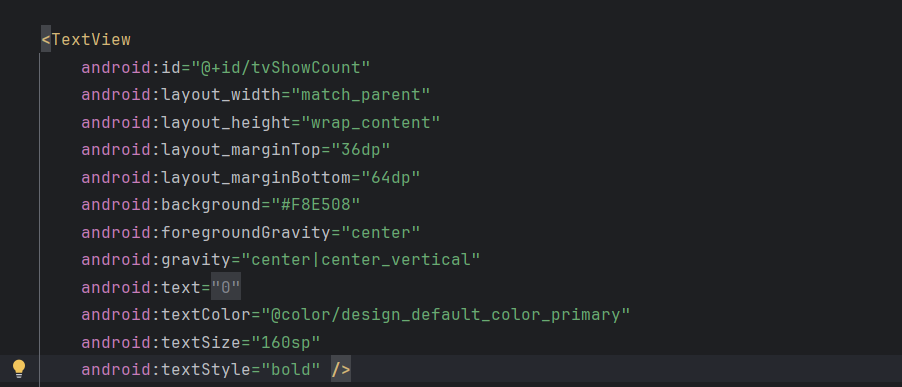 <TextView
android:id="@+id/tvShowCount"
android:layout_width="match_parent"
android:layout_height="wrap_content"
android:layout_marginTop="36dp"
android:layout_marginBottom="64dp"
android:background="#F8E508"
android:foregroundGravity="center"
android:gravity="center|center_vertical"
android:text="0"
android:textColor="@color/design_default_color_primary"
android:textSize="160sp"
android:textStyle="bold" />